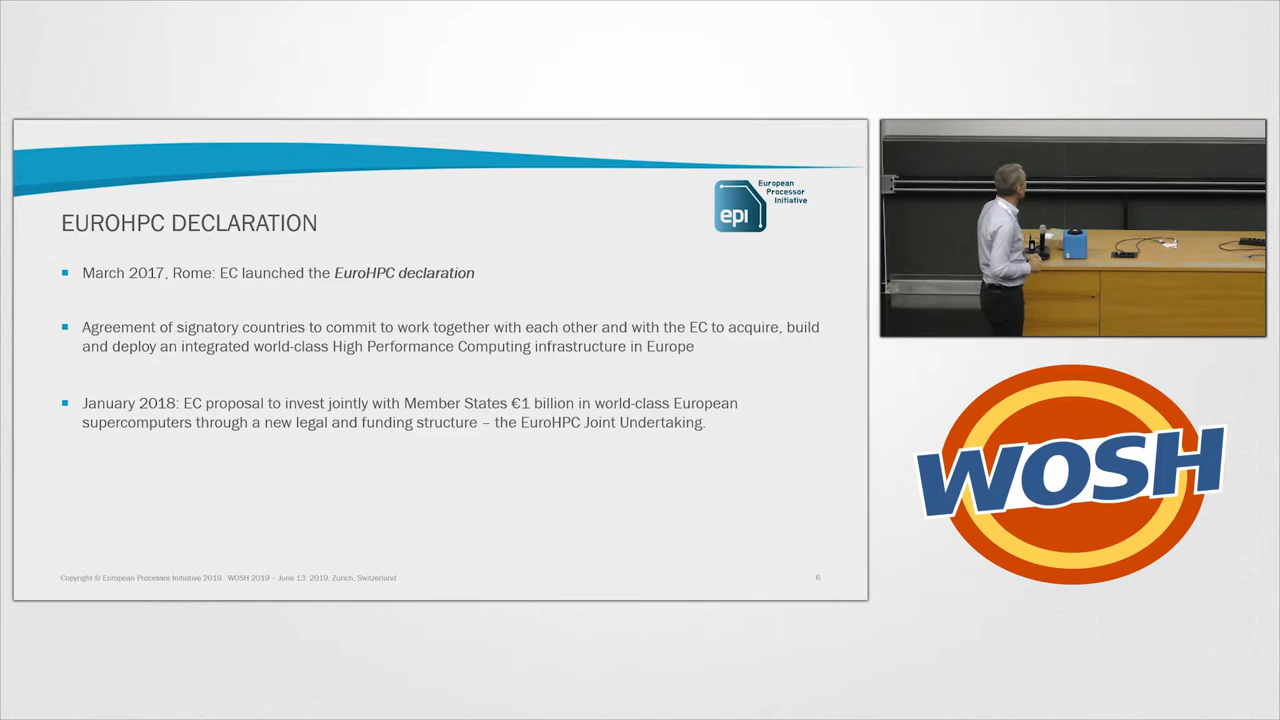 European
Processor
Initiative
epi
EUROHPC DECLARATION
March 2017, Rome: EC launched the EuroHPC declaration
Agreement of signatory countries to commit to work together with each other and with the EC to acquire, build
and deploy an integrated world-class High Performance Computing infrastructure in Europe
January 2018: EC proposal to invest jointly with Member States €1 billion in world-class European
supercomputers through a new legal and funding structure – the EuroHPC Joint Undertaking.
Copyright © European Processor Initiative 2019. WOSH 2019 – June 13. 2019. Zurich, Switzerland
6
WOSH